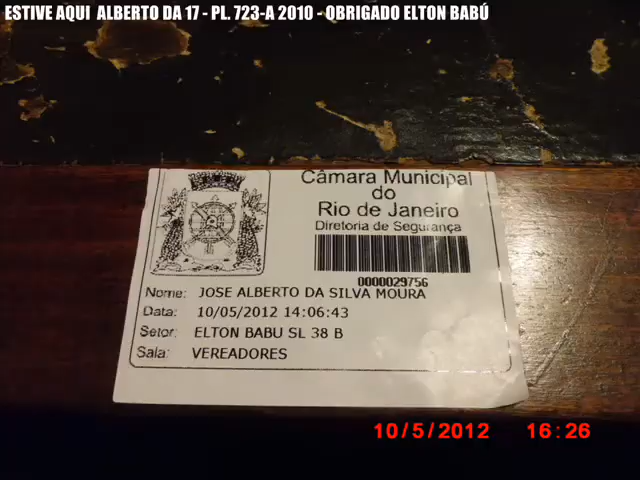 ESTIVE AQUI ALBERTO DA 17 - PL. 723-A 2010 - OBRIGADO ELTON BABÚ
Câmara Municipal
do
Rio de Janeiro
Diretoria de Segurança
0000029756
Nome: JOSE ALBERTO DA SILVA MOURA
Data: 10/05/2012 14:06:43
Setor: ELTON BABU SL 38 B
Sala: VEREADORES
10/5/2012 16:26